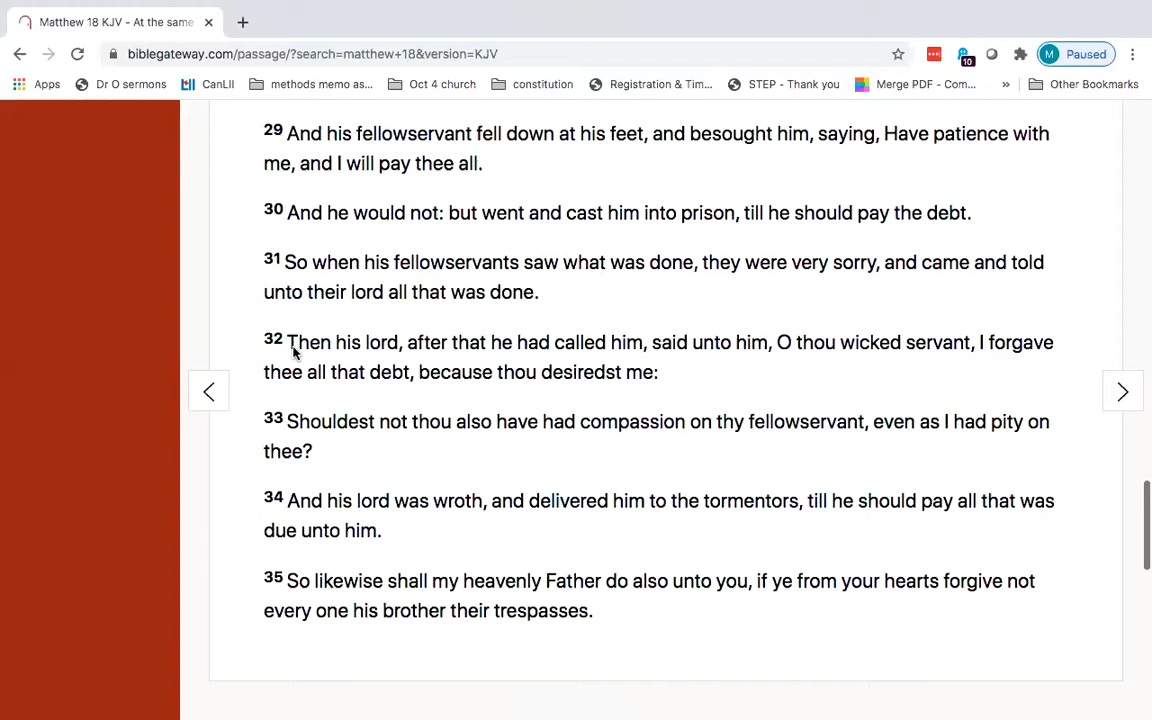 Matthew 18 KJV - At the same
biblegateway.com/passage/?search=matthew+18&version=KJV
10
M Paused
Apps Dr O sermons CanLII methods memo as... Oct 4 church constitution Registration & Tim... STEP - Thank you Merge PDF - Com... » Other Bookmarks
29 And his fellowservant fell down at his feet, and besought him, saying, Have patience with
me, and I will pay thee all.
30 And he would not: but went and cast him into prison, till he should pay the debt.
31 So when his fellowservants saw what was done, they were very sorry, and came and told
unto their lord all that was done.
32 Then his lord, after that he had called him, said unto him, O thou wicked servant, I forgave
thee all that debt, because thou desiredst me:
33 Shouldest not thou also have had compassion on thy fellowservant, even as I had pity on
thee?
34 And his lord was wroth, and delivered him to the tormentors, till he should pay all that was
due unto him.
35 So likewise shall my heavenly Father do also unto you, if ye from your hearts forgive not
every one his brother their trespasses.